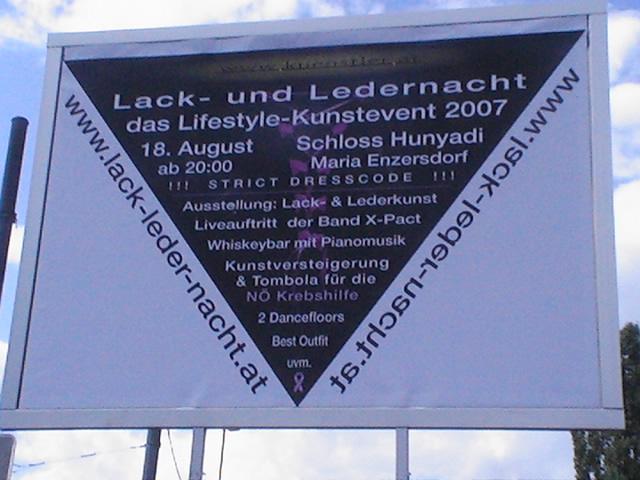 Lack- und Ledernacht
das Lifestyle-Kunstevent 2007
18. August Schloss Hunyadi
ab 20:00 Maria Enzersdorf
!!! STRICT DRESSCODE !!!
Ausstellung: Lack- & Lederkunst
Liveauftritt der Band X-Pact
Whiskeybar mit Pianomusik
Kunstversteigerung
& Tombola für die
NÖ Krebshilfe
2 Dancefloors
Best Outfit
uvm.
www.lack-leder-nacht.at
www.lack-leder-nacht.at